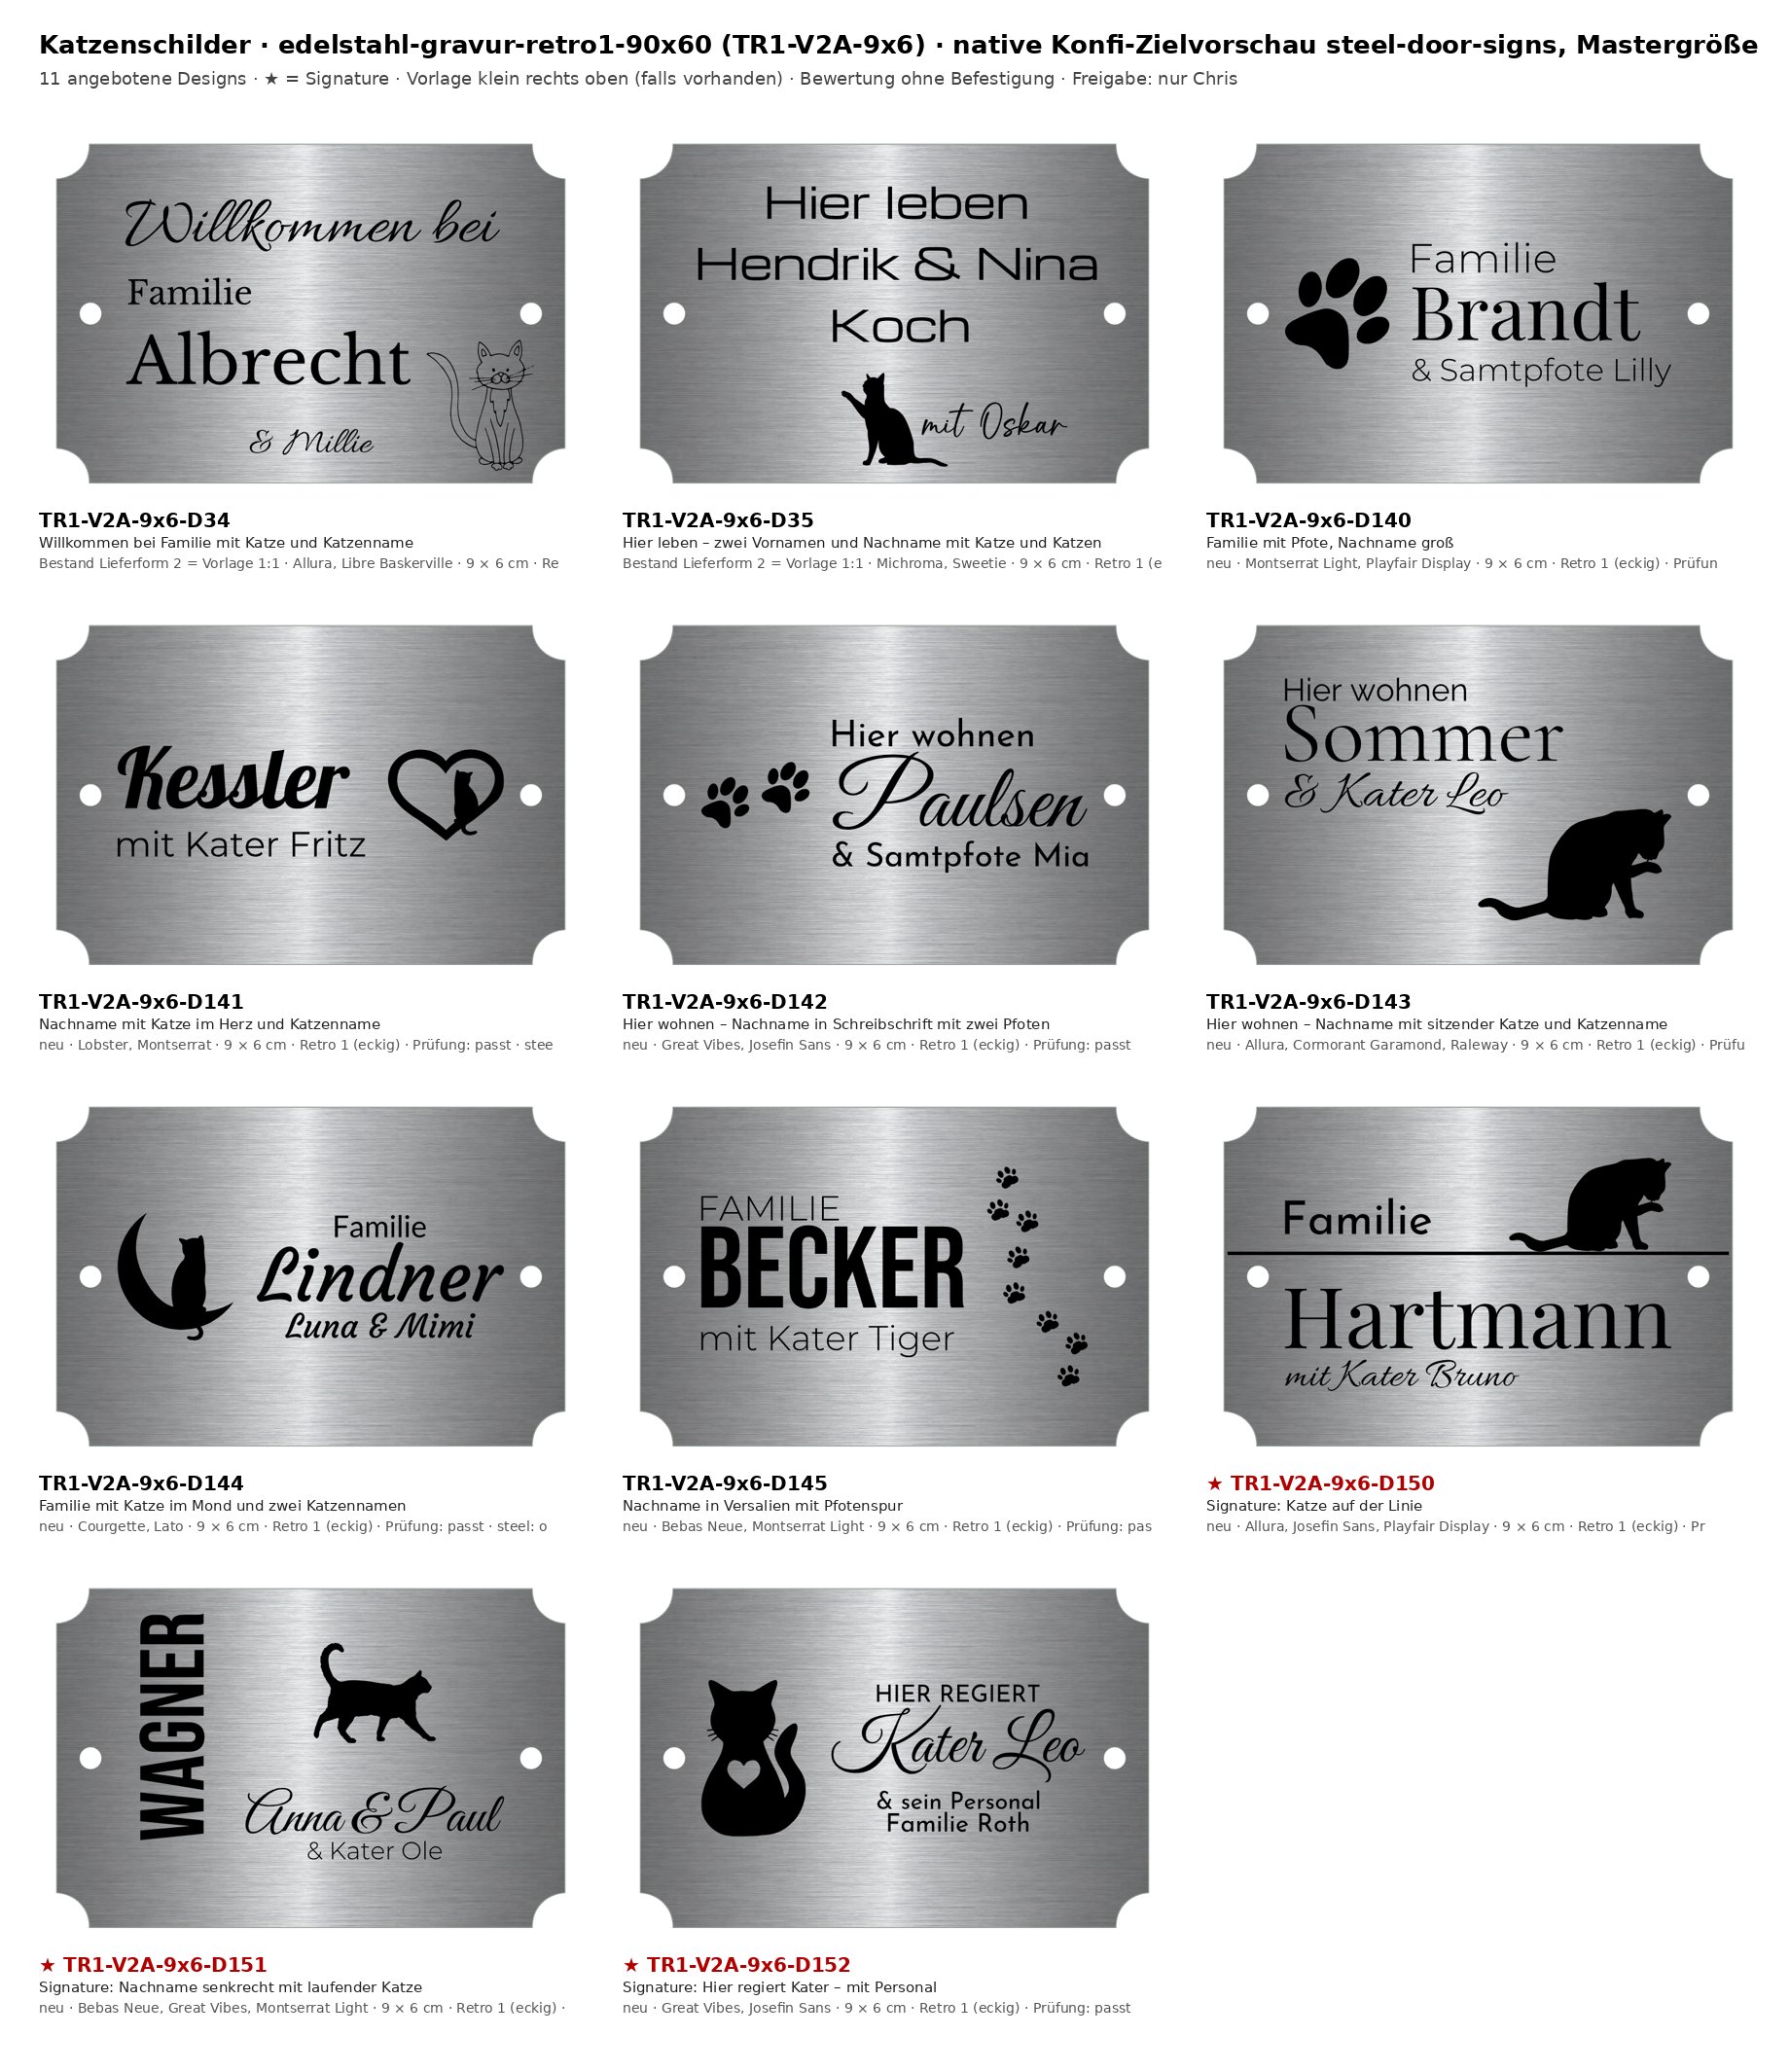 Katzenschilder · edelstahl-gravur-retro1-90x60 (TR1-V2A-9x6) · native Konfi-Zielvorschau steel-door-signs, Mastergröße
11 angebotene Designs · ★ = Signature · Vorlage klein rechts oben (falls vorhanden) · Bewertung ohne Befestigung · Freigabe: nur Chris
Willkommen bei
Familie
Albrecht
& Millie
TR1-V2A-9x6-D34
Willkommen bei Familie mit Katze und Katzenname
Bestand Lieferform 2 = Vorlage 1:1 · Allura, Libre Baskerville · 9 × 6 cm · Re
Hier leben
Hendrik & Nina
Koch
mit Oskar
TR1-V2A-9x6-D35
Hier leben – zwei Vornamen und Nachname mit Katze und Katzen
Bestand Lieferform 2 = Vorlage 1:1 · Michroma, Sweetie · 9 × 6 cm · Retro 1 (e
Familie
Brandt
& Samtpfote Lilly
TR1-V2A-9x6-D140
Familie mit Pfote, Nachname groß
neu · Montserrat Light, Playfair Display · 9 × 6 cm · Retro 1 (eckig) · Prüfun
Kessler
mit Kater Fritz
TR1-V2A-9x6-D141
Nachname mit Katze im Herz und Katzenname
neu · Lobster, Montserrat · 9 × 6 cm · Retro 1 (eckig) · Prüfung: passt · stee
Hier wohnen
Paulsen
& Samtpfote Mia
TR1-V2A-9x6-D142
Hier wohnen – Nachname in Schreibschrift mit zwei Pfoten
neu · Great Vibes, Josefin Sans · 9 × 6 cm · Retro 1 (eckig) · Prüfung: passt
Hier wohnen
Sommer
& Kater Leo
TR1-V2A-9x6-D143
Hier wohnen – Nachname mit sitzender Katze und Katzenname
neu · Allura, Cormorant Garamond, Raleway · 9 × 6 cm · Retro 1 (eckig) · Prüfu
Familie
Lindner
Luna & Mimi
TR1-V2A-9x6-D144
Familie mit Katze im Mond und zwei Katzennamen
neu · Courgette, Lato · 9 × 6 cm · Retro 1 (eckig) · Prüfung: passt · steel: o
FAMILIE
BECKER
mit Kater Tiger
TR1-V2A-9x6-D145
Nachname in Versalien mit Pfotenspur
neu · Bebas Neue, Montserrat Light · 9 × 6 cm · Retro 1 (eckig) · Prüfung: pas
Familie
Hartmann
mit Kater Bruno
★ TR1-V2A-9x6-D150
Signature: Katze auf der Linie
neu · Allura, Josefin Sans, Playfair Display · 9 × 6 cm · Retro 1 (eckig) · Pr
WAGNER
Anna & Paul
& Kater Ole
★ TR1-V2A-9x6-D151
Signature: Nachname senkrecht mit laufender Katze
neu · Bebas Neue, Great Vibes, Montserrat Light · 9 × 6 cm · Retro 1 (eckig) ·
HIER REGIERT
Kater Leo
& sein Personal
Familie Roth
★ TR1-V2A-9x6-D152
Signature: Hier regiert Kater – mit Personal
neu · Great Vibes, Josefin Sans · 9 × 6 cm · Retro 1 (eckig) · Prüfung: passt